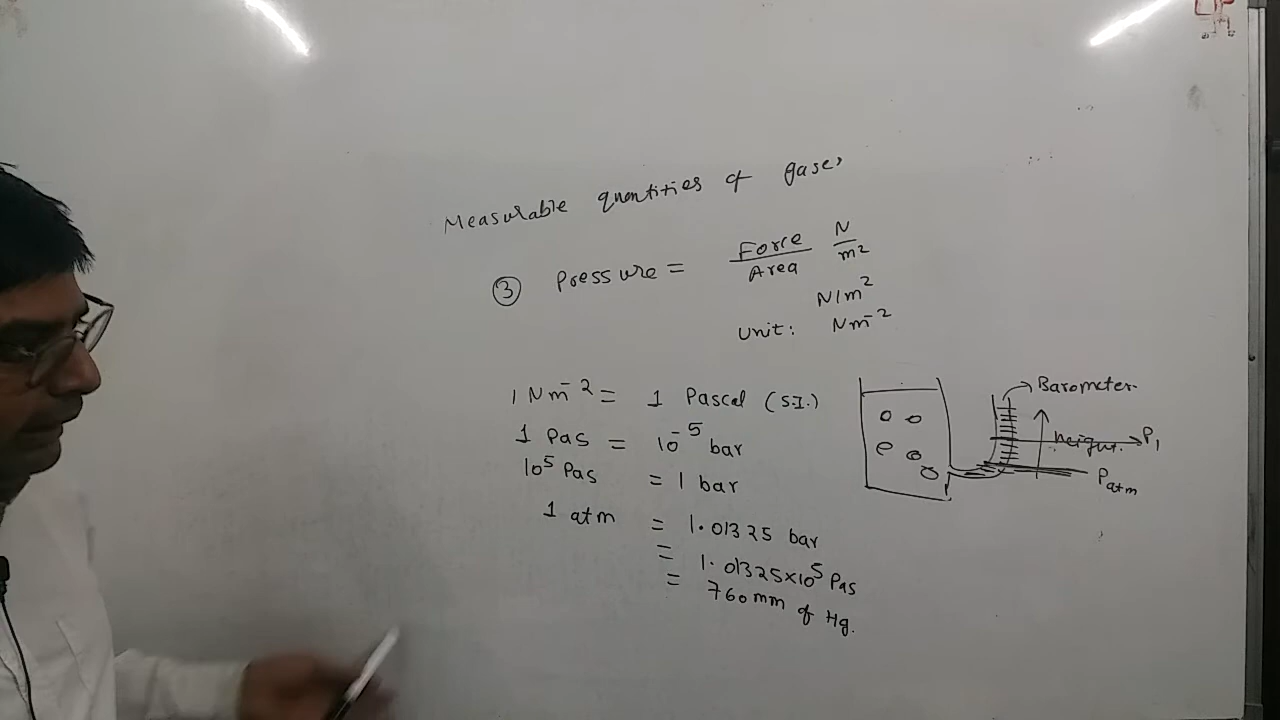 Measurable quantities of gases
③ Pressure = Force/Area N/m²
N/m²
Unit: Nm⁻²
1 Nm⁻² = 1 Pascal (S.I.)
1 Pas = 10⁻⁵ bar
10⁵ Pas = 1 bar
1 atm = 1.01325 bar
= 1.01325×10⁵ Pas
= 760 mm of Hg.
Barometer.
height.
P₁
Patm